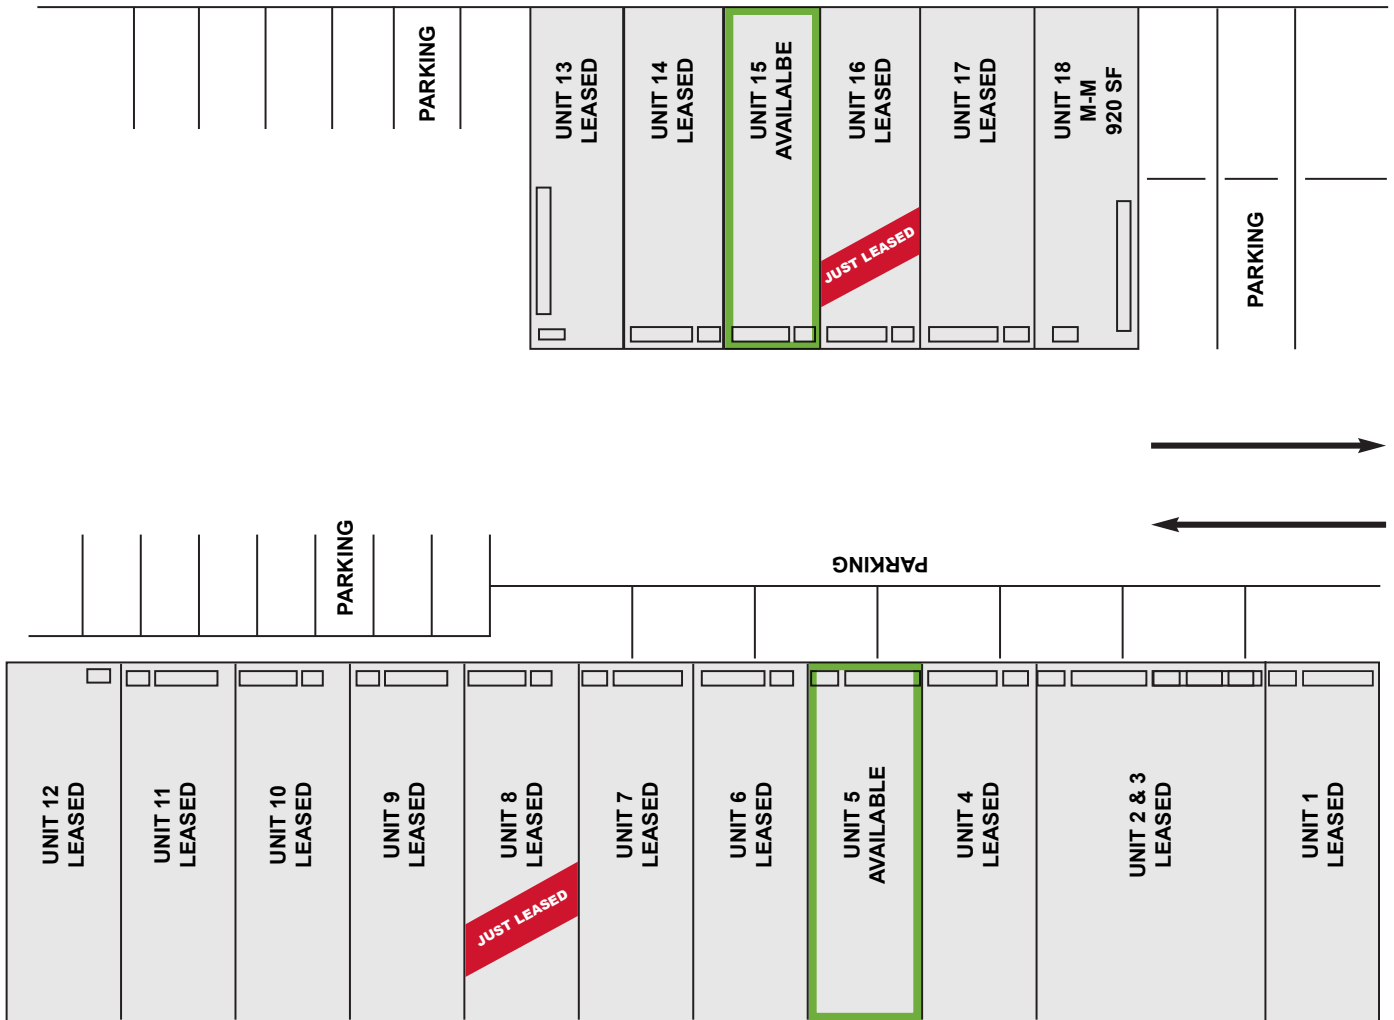 PARKING
UNIT 13
LEASED
UNIT 14
LEASED
UNIT 15
AVAILALBE
UNIT 16
LEASED
JUST LEASED
UNIT 17
LEASED
UNIT 18
M-M
920 SF
PARKING
PARKING
PARKING
UNIT 12
LEASED
UNIT 11
LEASED
UNIT 10
LEASED
UNIT 9
LEASED
UNIT 8
LEASED
JUST LEASED
UNIT 7
LEASED
UNIT 6
LEASED
UNIT 5
AVAILABLE
UNIT 4
LEASED
UNIT 2 & 3
LEASED
UNIT 1
LEASED